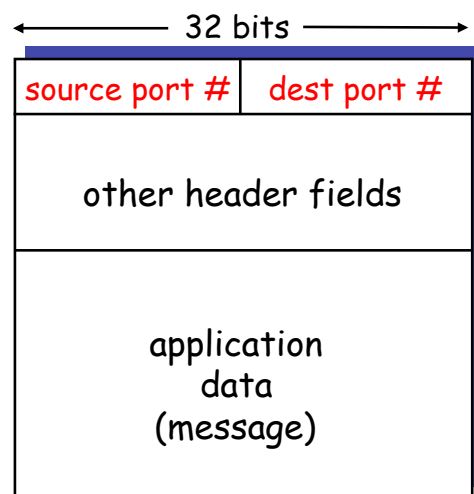 32 bits
source port # dest port #
other header fields
application
data
(message)